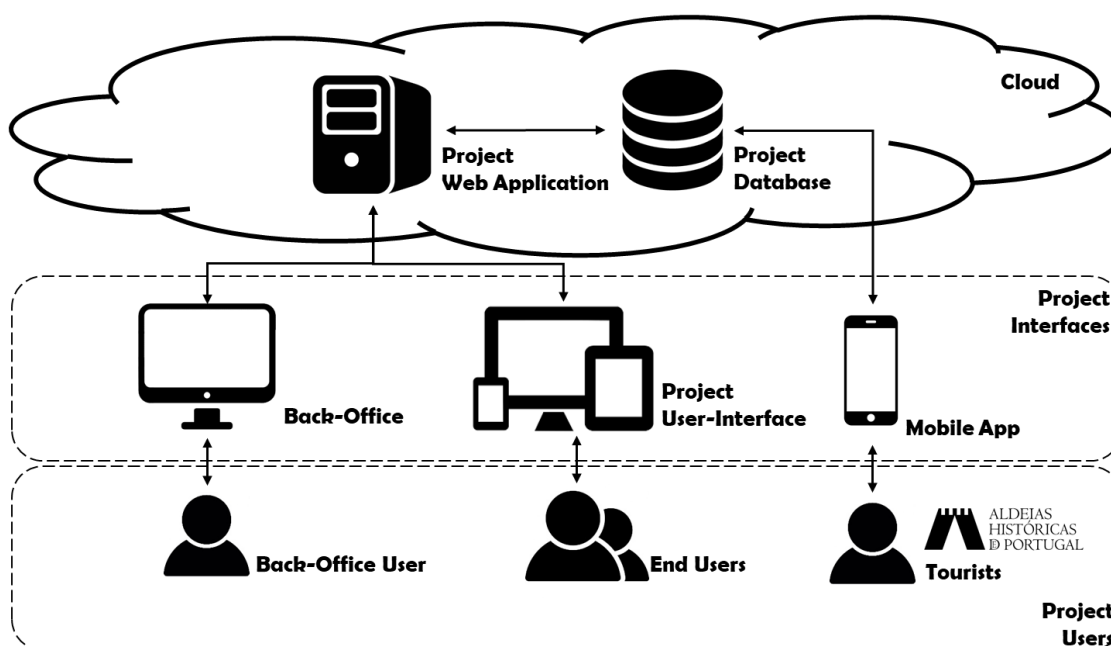 Cloud
Project
Web Application
Project
Database
Project
Interfaces
Back-Office
Project
User-Interface
Mobile App
Back-Office User
End Users
ALDEIAS
HISTÓRICAS
DE PORTUGAL
Tourists
Project
Users